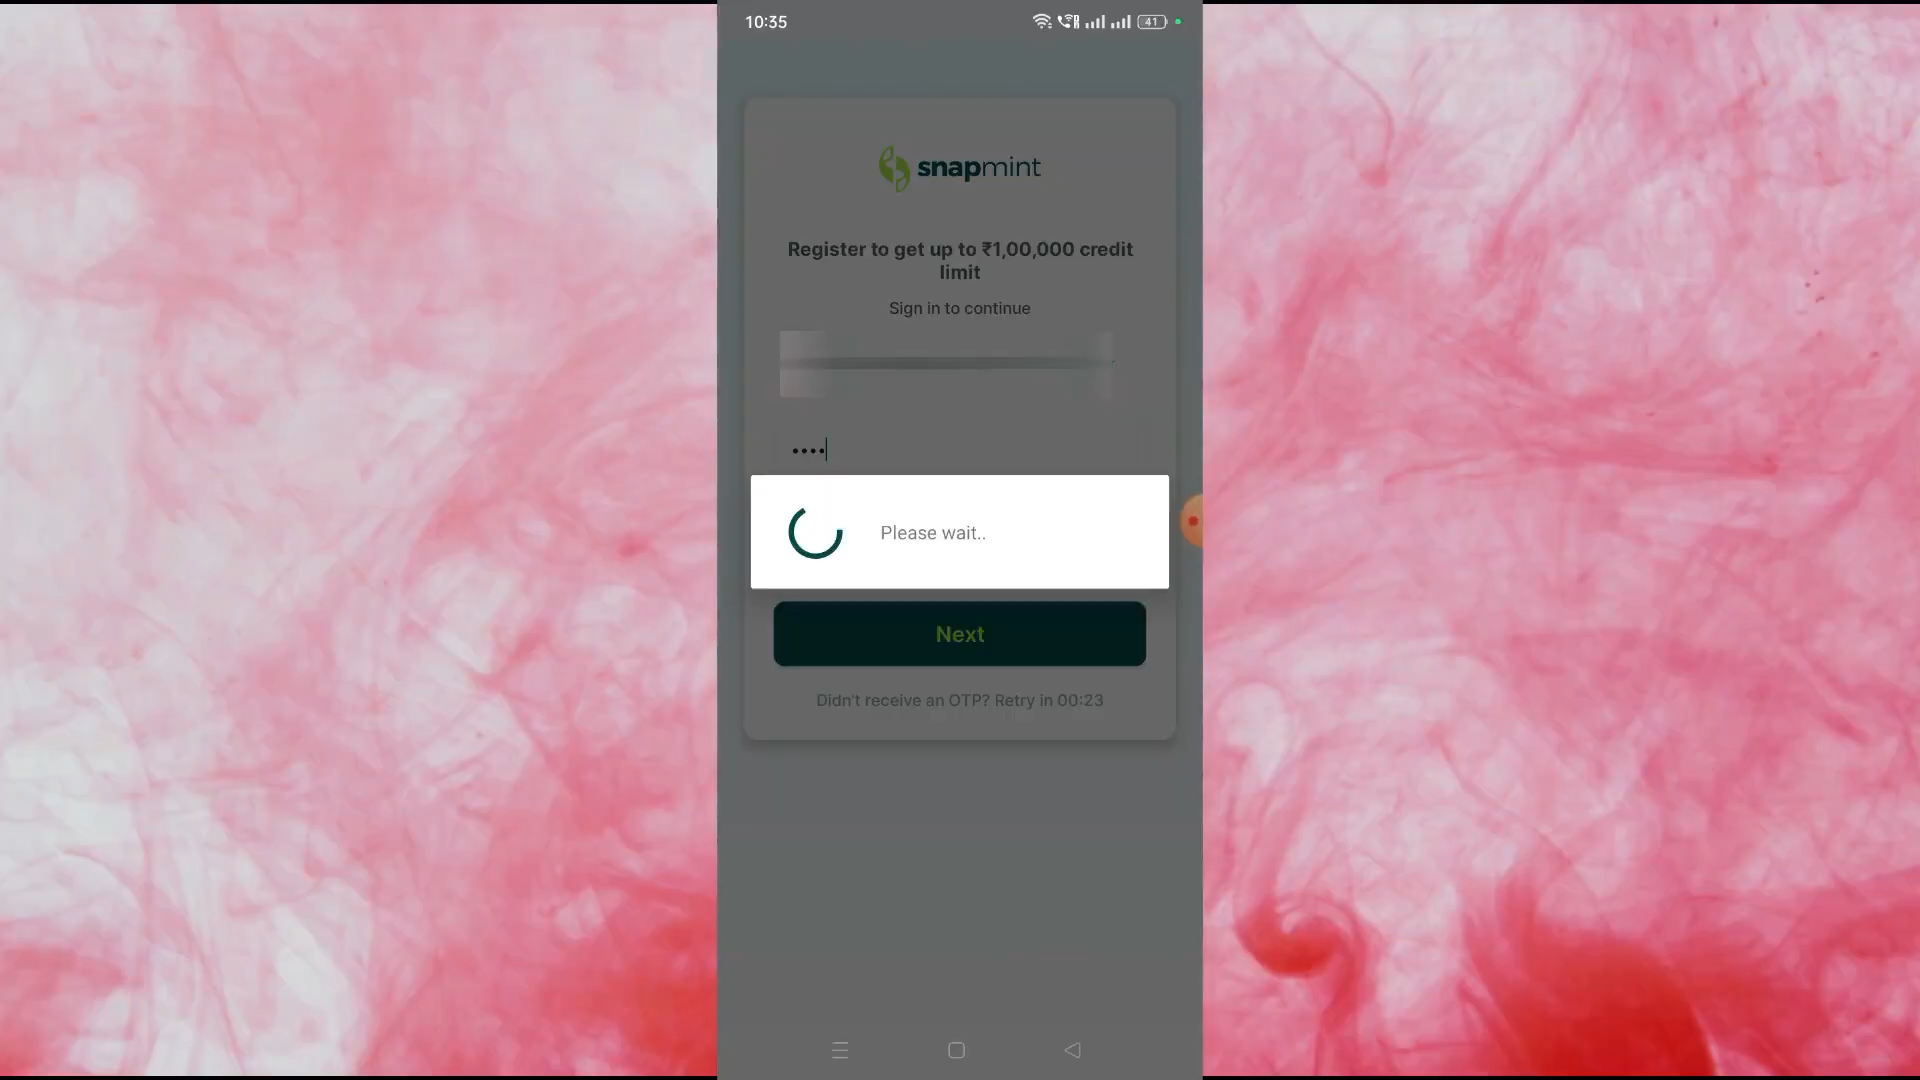 10:35
41
snapmint
Register to get up to ₹1,00,000 credit
limit
Sign in to continue
••••
Please wait..
Next
Didn't receive an OTP? Retry in 00:23